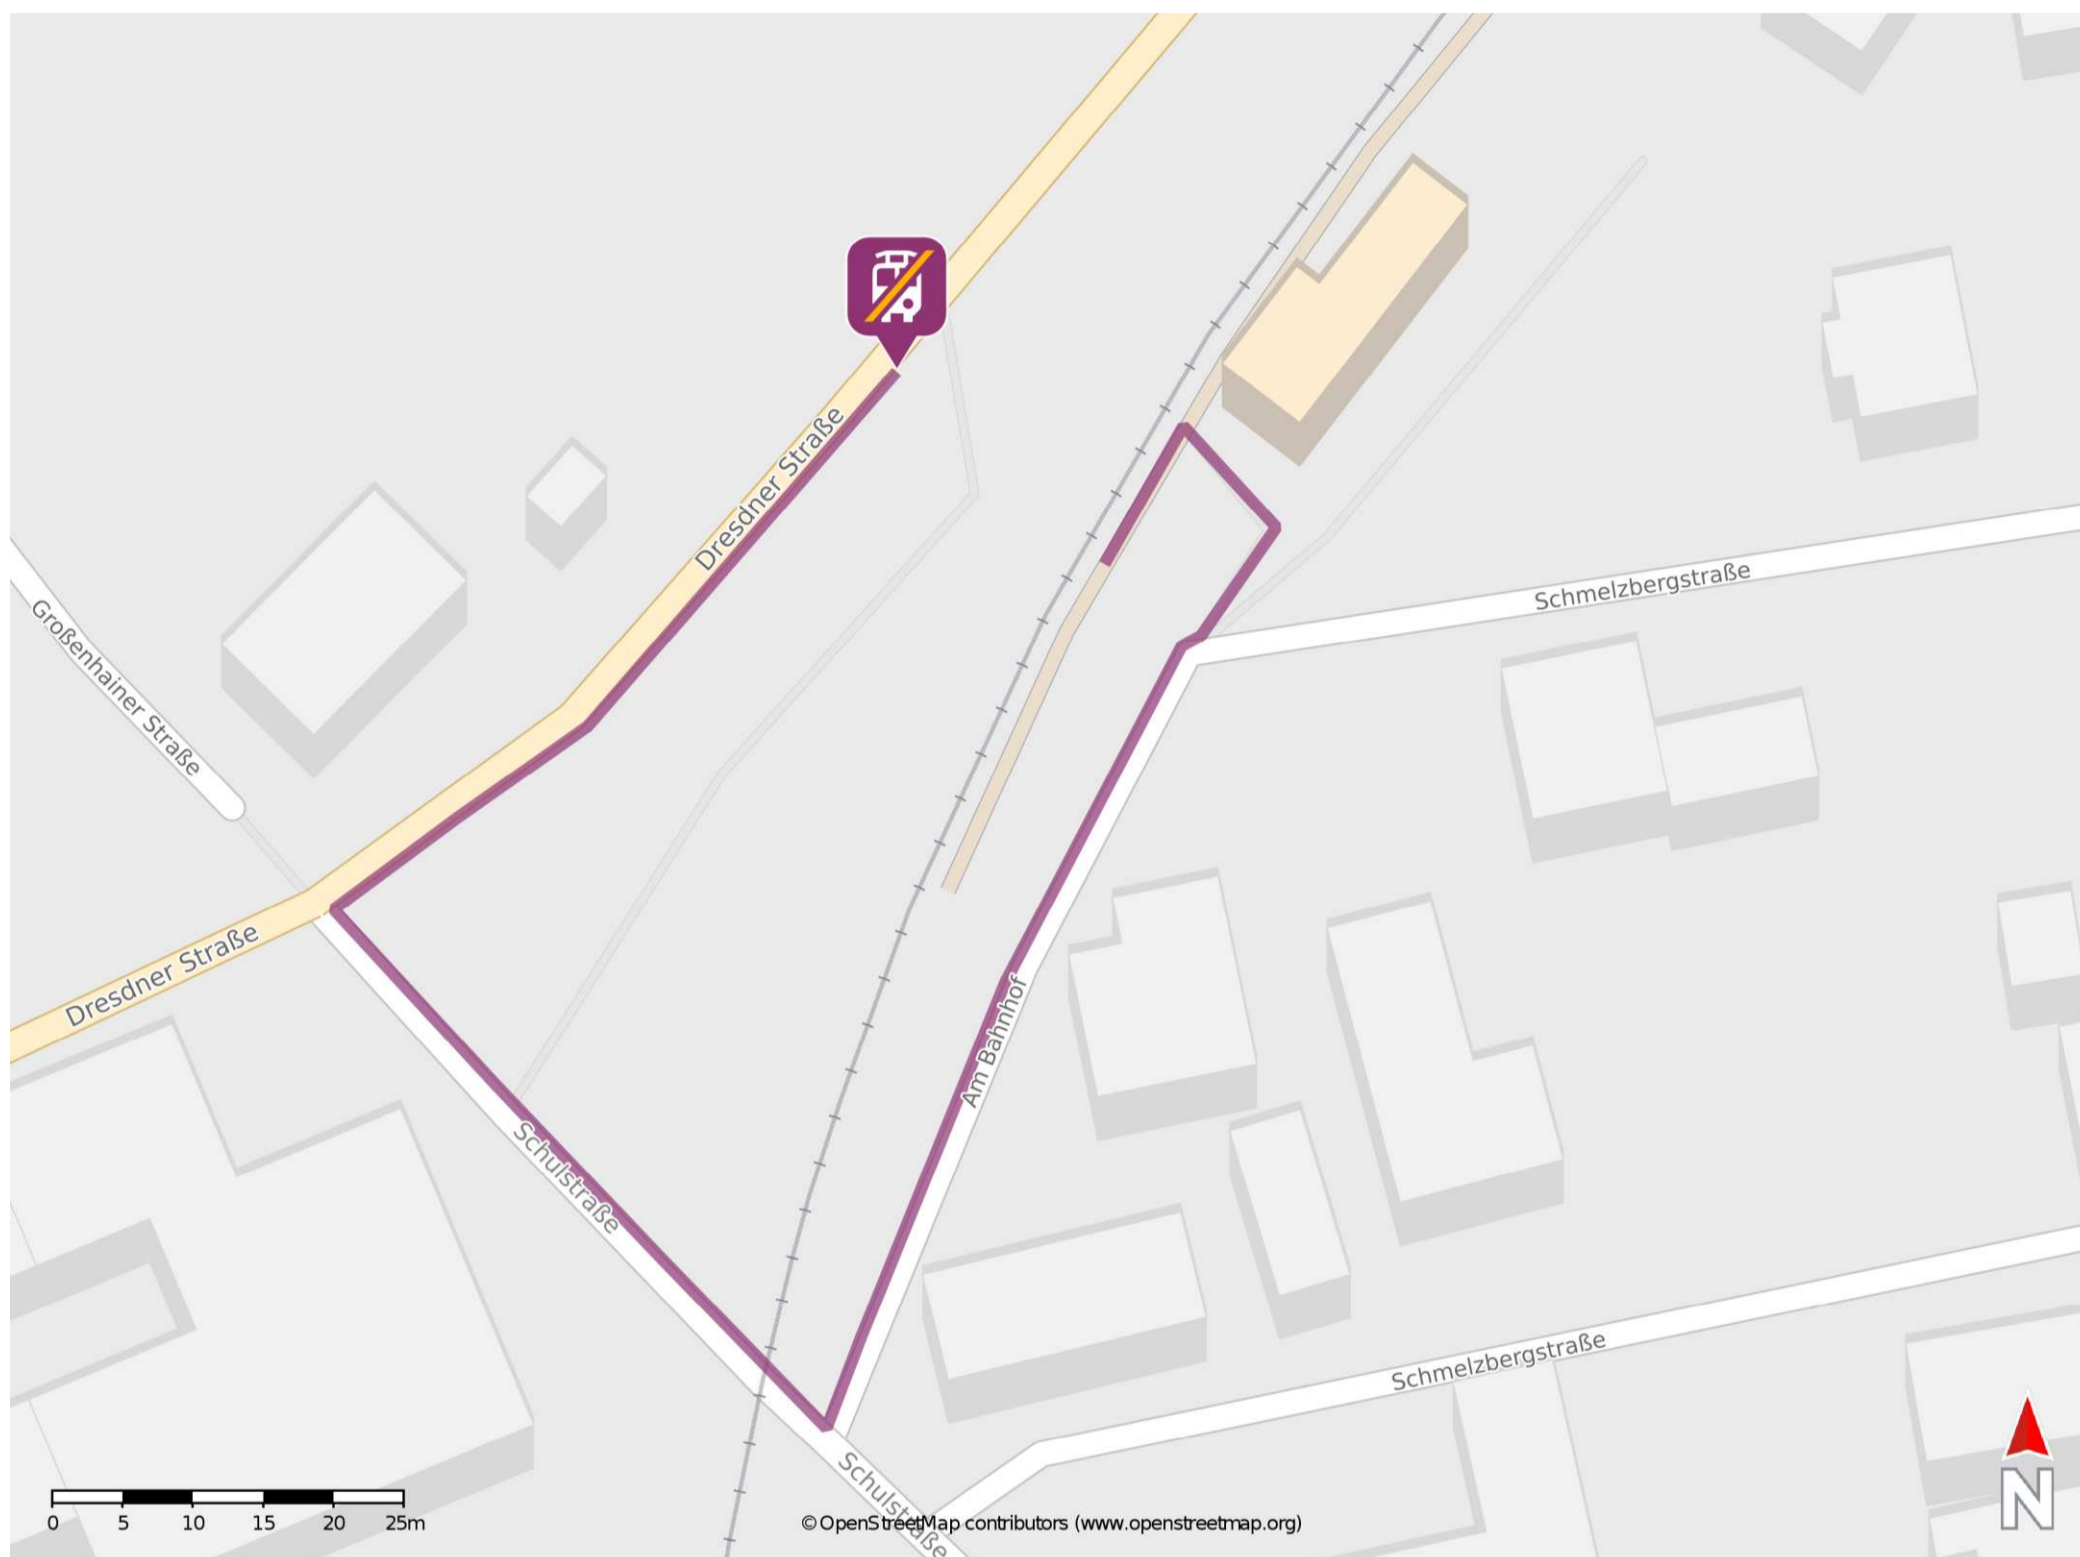 Dresdner Straße
Großenhainer Straße
Schmelzbergstraße
Dresdner Straße
Am Bahnhof
Schulstraße
Schmelzbergstraße
Schulstraße
N
0 5 10 15 20 25m
© OpenStreetMap contributors (www.openstreetmap.org)